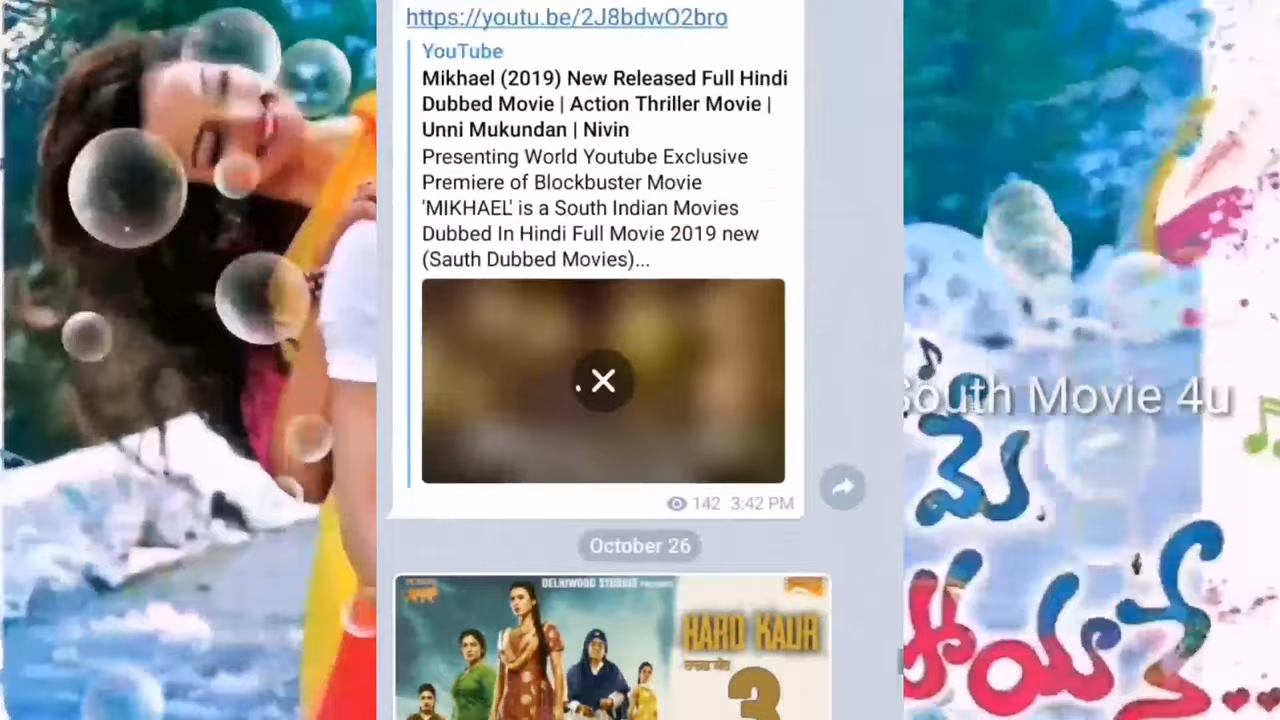 https://youtu.be/2J8bdwO2bro
YouTube
Mikhael (2019) New Released Full Hindi
Dubbed Movie | Action Thriller Movie |
Unni Mukundan | Nivin
Presenting World Youtube Exclusive
Premiere of Blockbuster Movie
'MIKHAEL' is a South Indian Movies
Dubbed In Hindi Full Movie 2019 new
(Sauth Dubbed Movies)...
142 3:42 PM
October 26
DELHIWOOD STUDIO PRESENTS
HARD KAUR
3
South Movie 4u
మై
పోయానే...